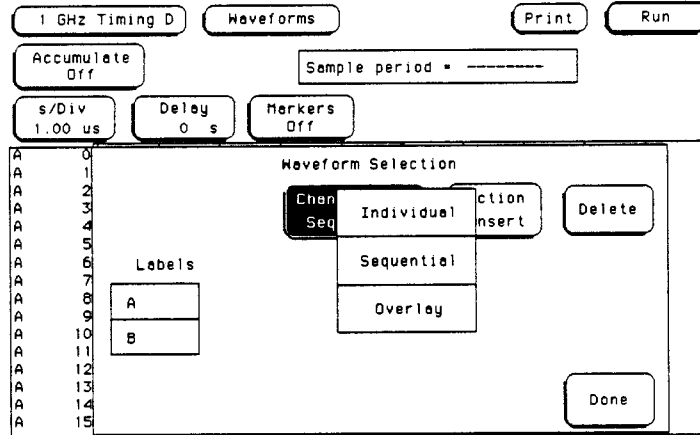 1 GHz Timing D Waveforms Print Run
Accumulate
Off
Sample period = --------
s/Div
1.00 us
Delay
0 s
Markers
Off
Waveform Selection
Chan
Seq
Individual
Sequential
Overlay
ction
nsert
Delete
Labels
A
B
Done
A 0
A 1
A 2
A 3
A 4
A 5
A 6
A 7
A 8
A 9
A 10
A 11
A 12
A 13
A 14
A 15